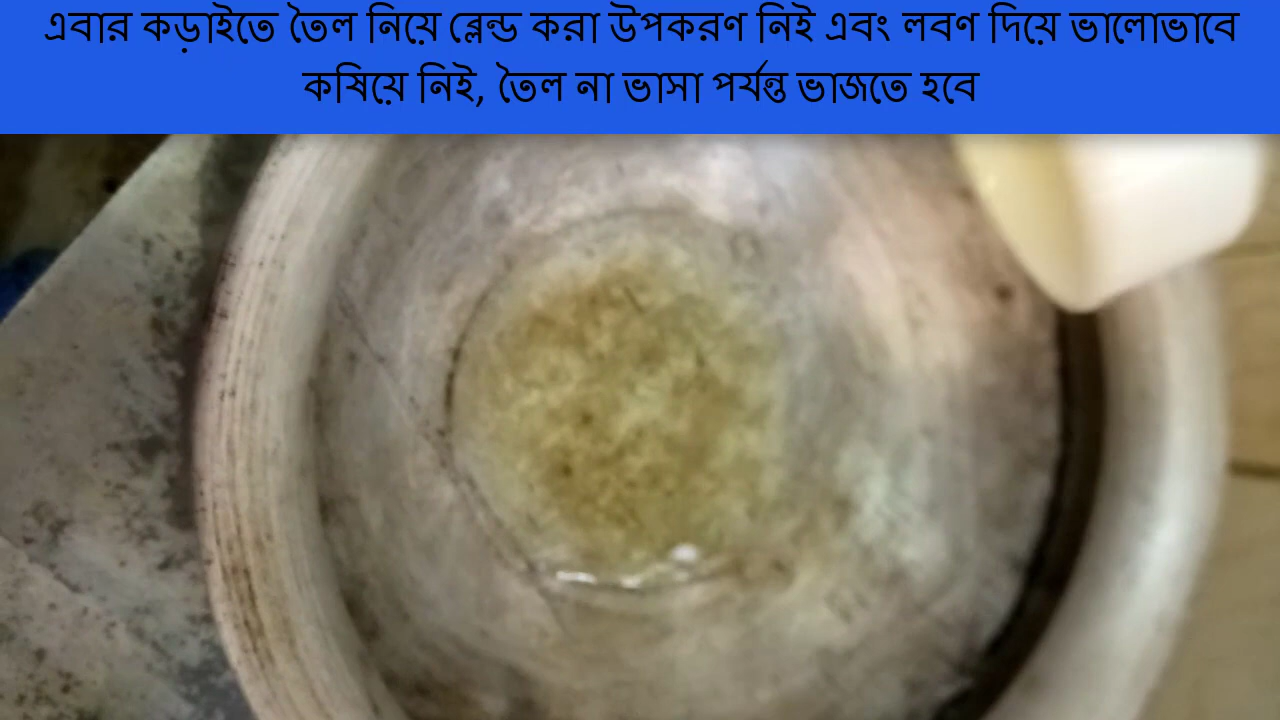 এবার কড়াইতে তৈল নিয়ে ব্লেন্ড করা উপকরণ নিই এবং লবণ দিয়ে ভালোভাবে
কষিয়ে নিই, তৈল না ভাসা পর্যন্ত ভাজতে হবে